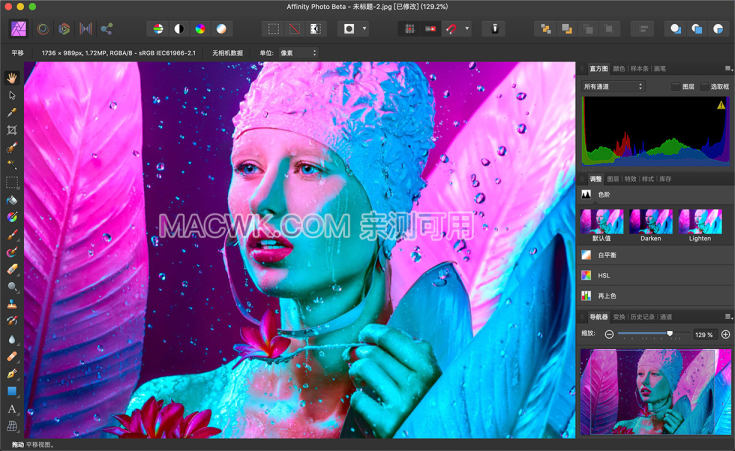 Affinity Photo Beta - 未标题-2.jpg [已修改] (129.2%)
平移 1736 × 989px, 1.72MP, RGBA/8 - sRGB IEC61966-2.1 无相机数据 单位: 像素
直方图 颜色 样本条 画笔
所有通道 图层 选取框
MACWK.COM 亲测可用
调整 图层 特效 样式 库存
色阶
默认值 Darken Lighten
白平衡
HSL
再上色
导航器 变换 历史记录 通道
缩放: 129 %
拖动 平移视图。